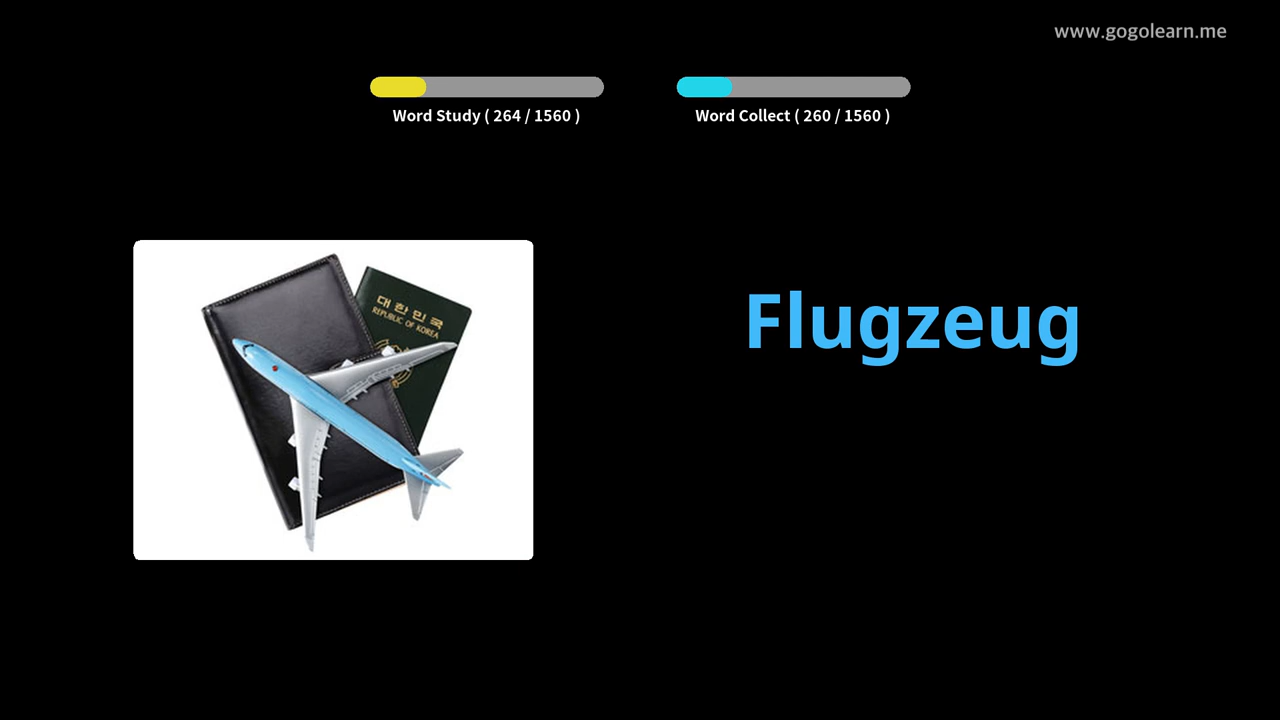 www.gogolearn.me
Word Study ( 264 / 1560 )
Word Collect ( 260 / 1560 )
대한민국
REPUBLIC OF KOREA
Flugzeug